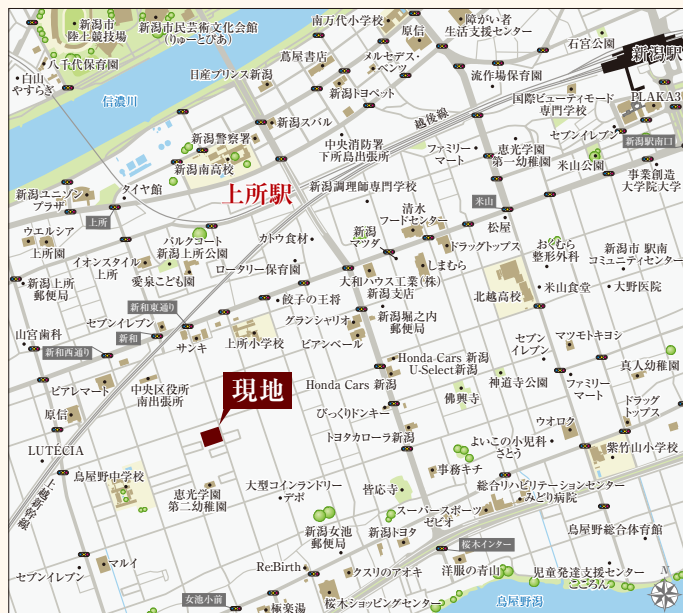 新潟市
陸上競技場
新潟市民芸術文化会館
(りゅーとぴあ)
南万代小学校
原信
障がい者
生活支援センター
石宮公園
新潟駅
八千代保育園
白山
やすらぎ
蔦屋書店
メルセデス・
ベンツ
日産プリンス新潟
流作場保育園
信濃川
新潟トヨペット
国際ビューティモード
専門学校
PLAKA3
越後線
新潟スバル
新潟警察署
中央消防署
下所島出張所
セブンイレブン
新潟駅南口
ファミリー
マート
恵光学園
第一幼稚園
米山公園
新潟南高校
事業創造
大学院大学
新潟ユニゾン
プラザ
タイヤ館
上所駅
新潟調理師専門学校
米山
上所
清水
フードセンター
松屋
ウエルシア
上所園
パルクコート
新潟上所公園
カトウ食材
新潟
マツダ
ドラッグトップス
おぐむら
整形外科
新潟市 駅南
コミュニティセンター
イオンスタイル
上所
愛泉こども園
ロータリー保育園
しまむら
新潟上所
郵便局
大和ハウス工業(株)
新潟支店
北越高校
米山食堂
大野医院
新和東通り
餃子の王将
グランシャリオ
新潟堀之内
郵便局
セブンイレブン
新和
山宮歯科
新和西通り
サンキ
上所小学校
ビアンベール
セブン
イレブン
マツモトキヨシ
Honda Cars 新潟
U-Select新潟
真人幼稚園
ピアレマート
中央区役所
南出張所
現地
Honda Cars 新潟
神道寺公園
ファミリー
マート
佛興寺
ドラッグ
トップス
原信
びっくりドンキー
ウオロク
トヨタカローラ新潟
よいこの小児科
さとう
紫竹山小学校
LUTÉCIA
鳥屋野中学校
事務キチ
上越新幹線
恵光学園
第二幼稚園
大型コインランドリー
デポ
皆応寺
総合リハビリテーションセンター
みどり病院
スーパースポーツ
ゼビオ
新潟女池
郵便局
新潟トヨタ
鳥屋野総合体育館
桜木インター
マルイ
セブンイレブン
Re:Birth
クスリのアオキ
洋服の青山
児童発達支援センター
こころん
女池小前
極楽湯
桜木ショッピングセンター
鳥屋野潟
N